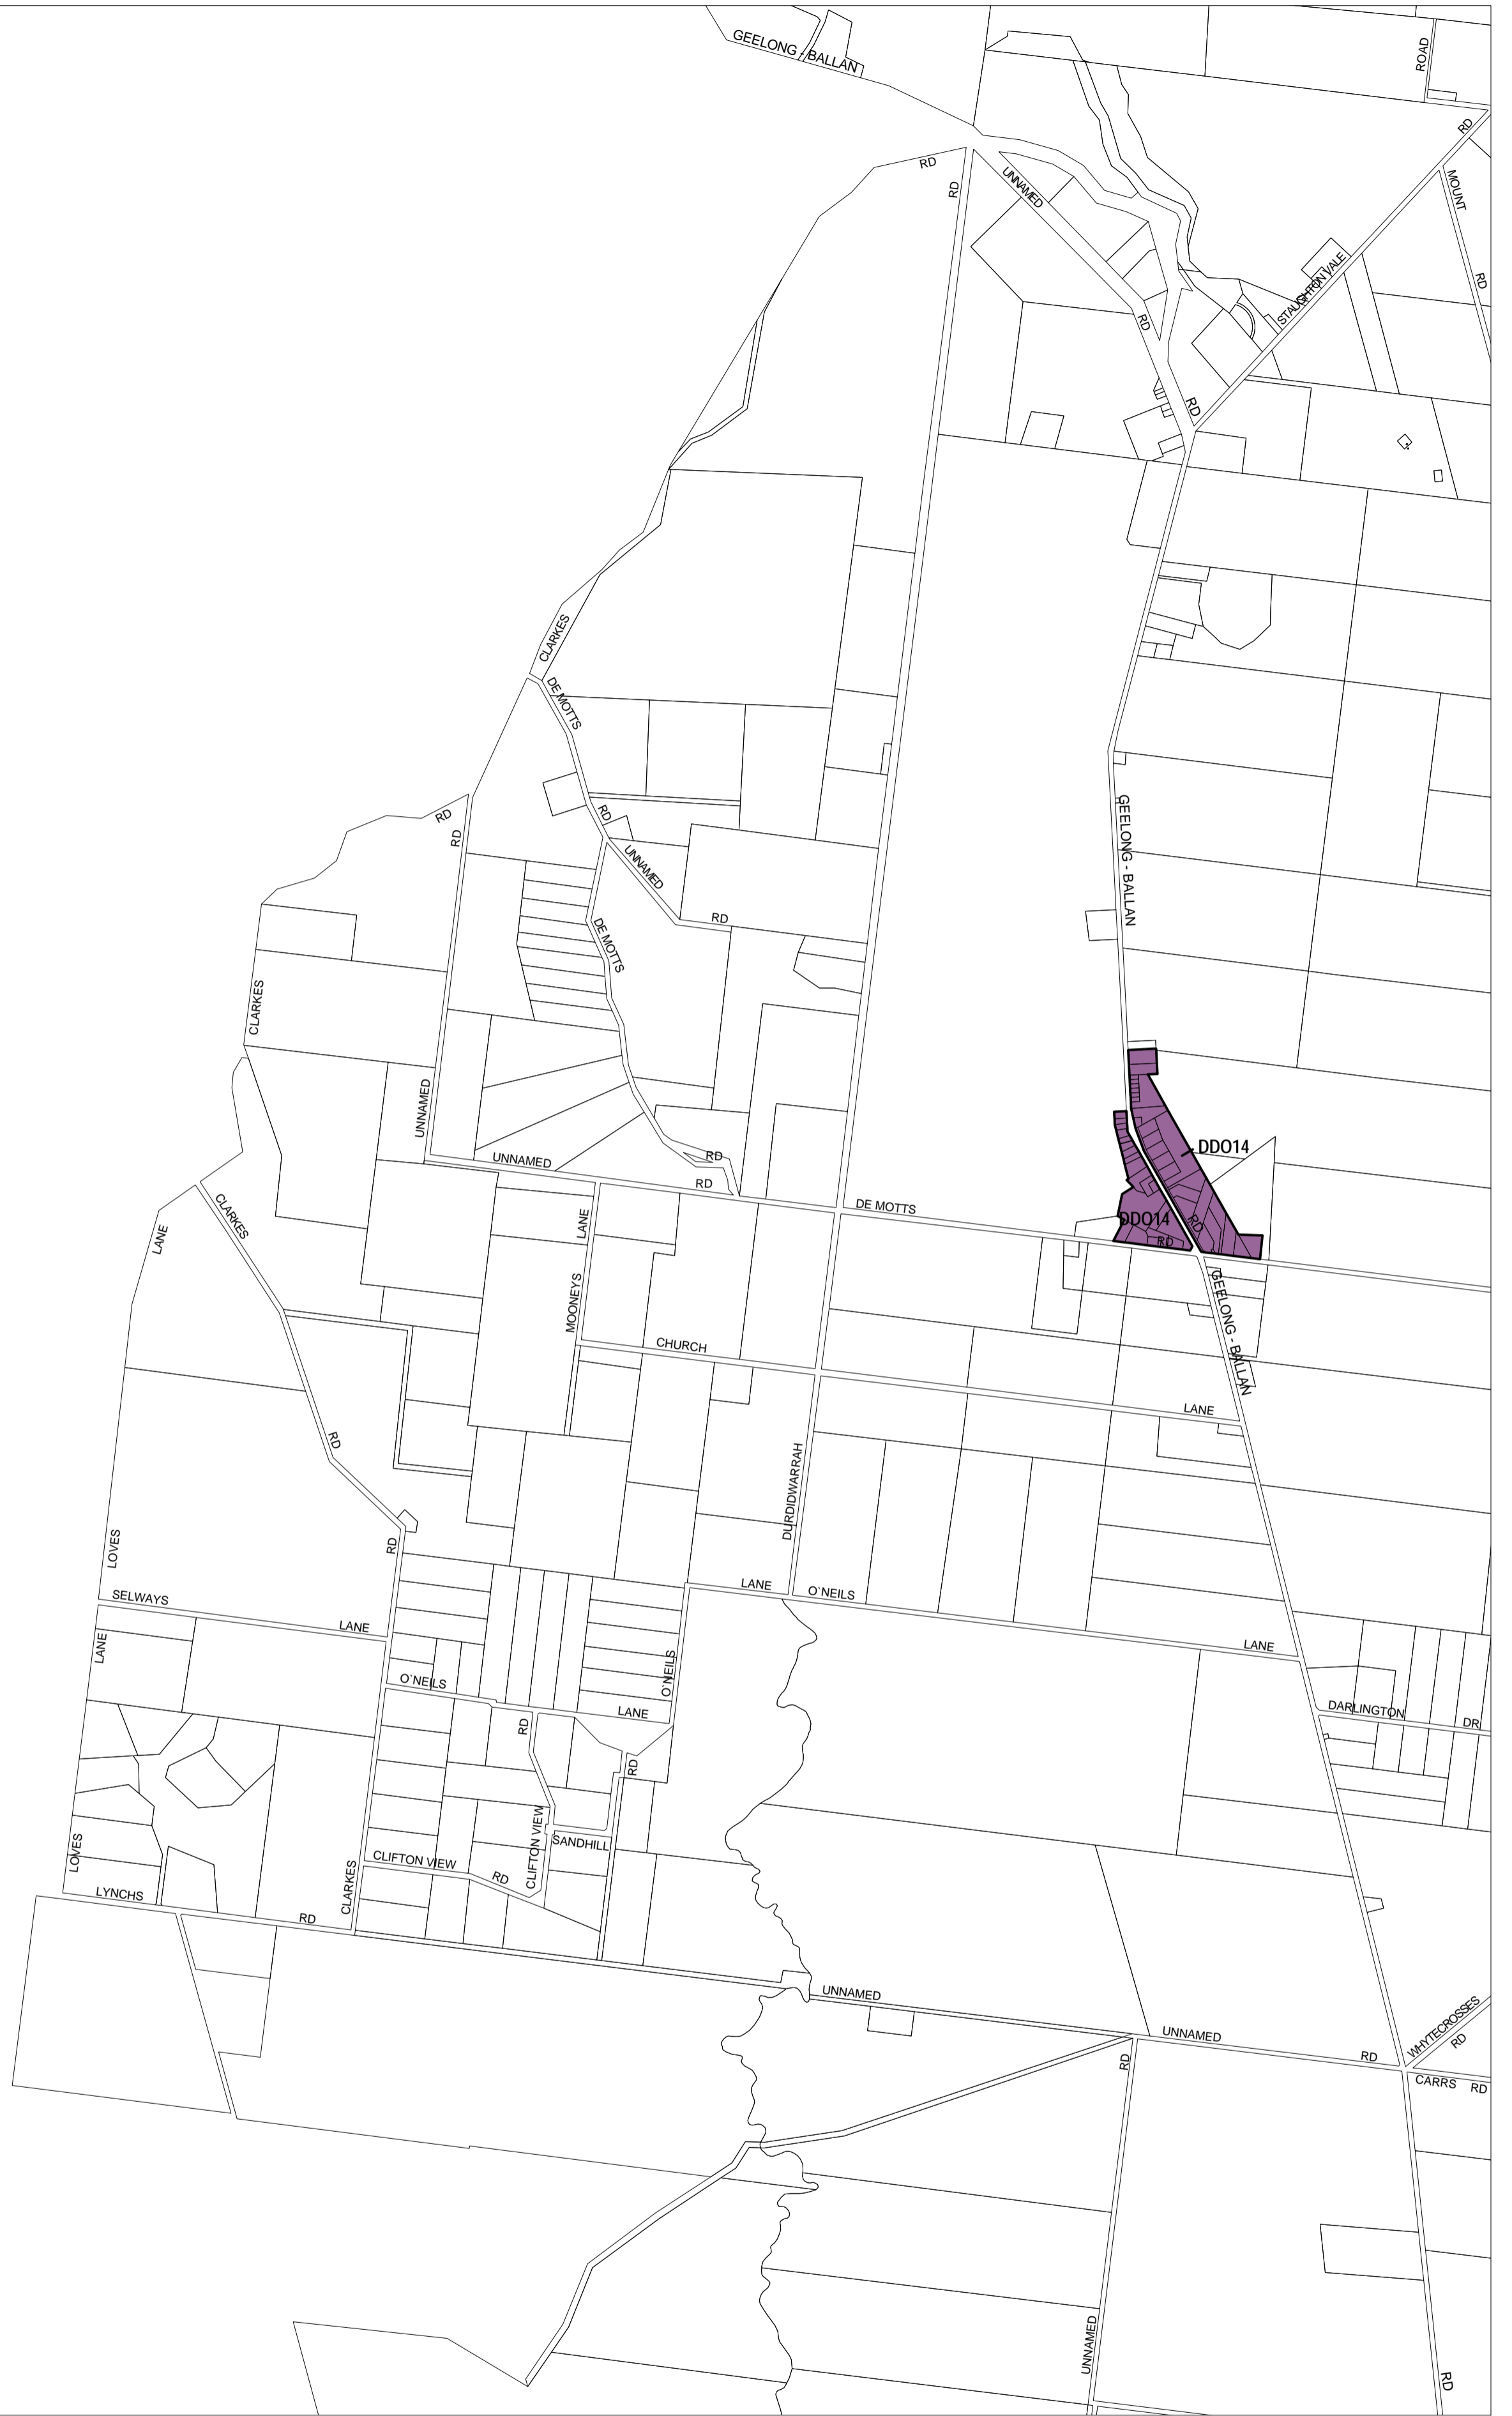 GEELONG - BALLAN
ROAD
RD
RD
RD
UNNAMED
MOUNT
RD
STAUGHTON VALE
RD
RD
CLARKES
DE MOTTS
RD
RD
RD
UNNAMED
GEELONG - BALLAN
RD
DE MOTTS
CLARKES
UNNAMED
DDO14
UNNAMED
RD
RD
DE MOTTS
DDO14
RD
RD
CLARKES
LANE
LANE
MOONEYS
CHURCH
GEELONG - BALLAN
LANE
RD
DURDIDWARRAH
LOVES
RD
SELWAYS
LANE
LANE
O`NEILS
LANE
LANE
O`NEILS
O`NEILS
LANE
RD
RD
DARLINGTON
DR
CLIFTON VIEW
SANDHILL
LOVES
CLIFTON VIEW
RD
CLARKES
LYNCHS
RD
UNNAMED
UNNAMED
RD
RD
WHYTECROSSES
RD
CARRS
RD
UNNAMED
RD